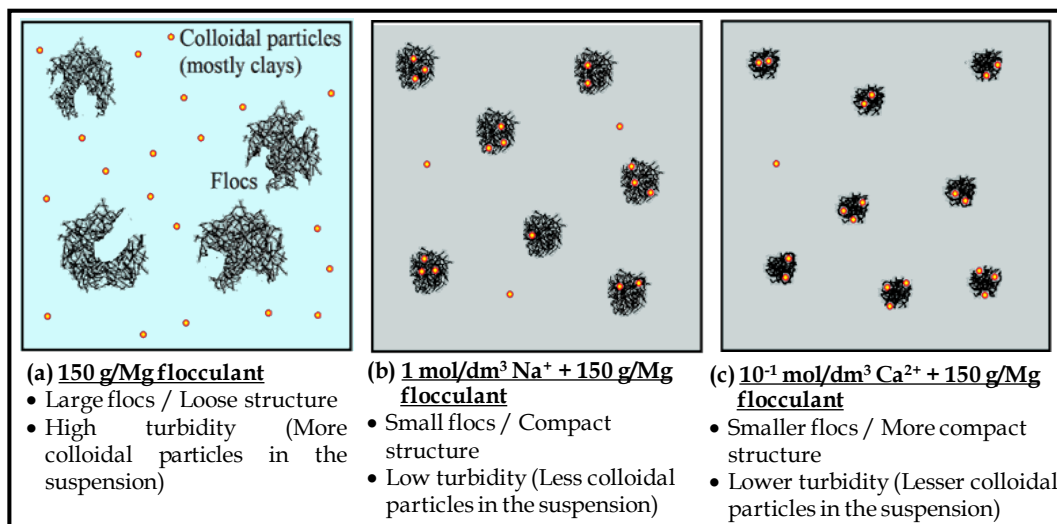 Colloidal particles
(mostly clays)
Flocs
(a) 150 g/Mg flocculant
• Large flocs / Loose structure
• High turbidity (More
colloidal particles in the
suspension)
(b) 1 mol/dm³ Na⁺ + 150 g/Mg
flocculant
• Small flocs / Compact
structure
• Low turbidity (Less colloidal
particles in the suspension)
(c) 10⁻¹ mol/dm³ Ca²⁺ + 150 g/Mg
flocculant
• Smaller flocs / More compact
structure
• Lower turbidity (Lesser colloidal
particles in the suspension)